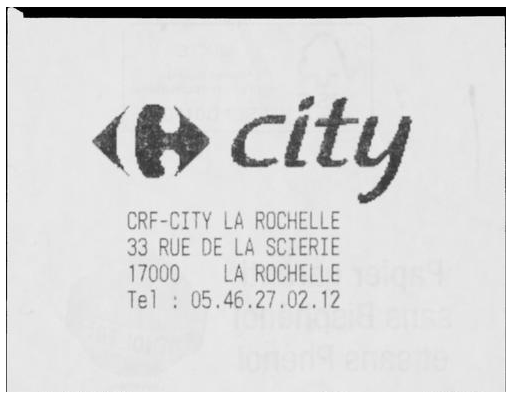 city
CRF-CITY LA ROCHELLE
33 RUE DE LA SCIERIE
17000 LA ROCHELLE
Tel : 05.46.27.02.12
Papier
sans Bisphénol
et sans Phénol